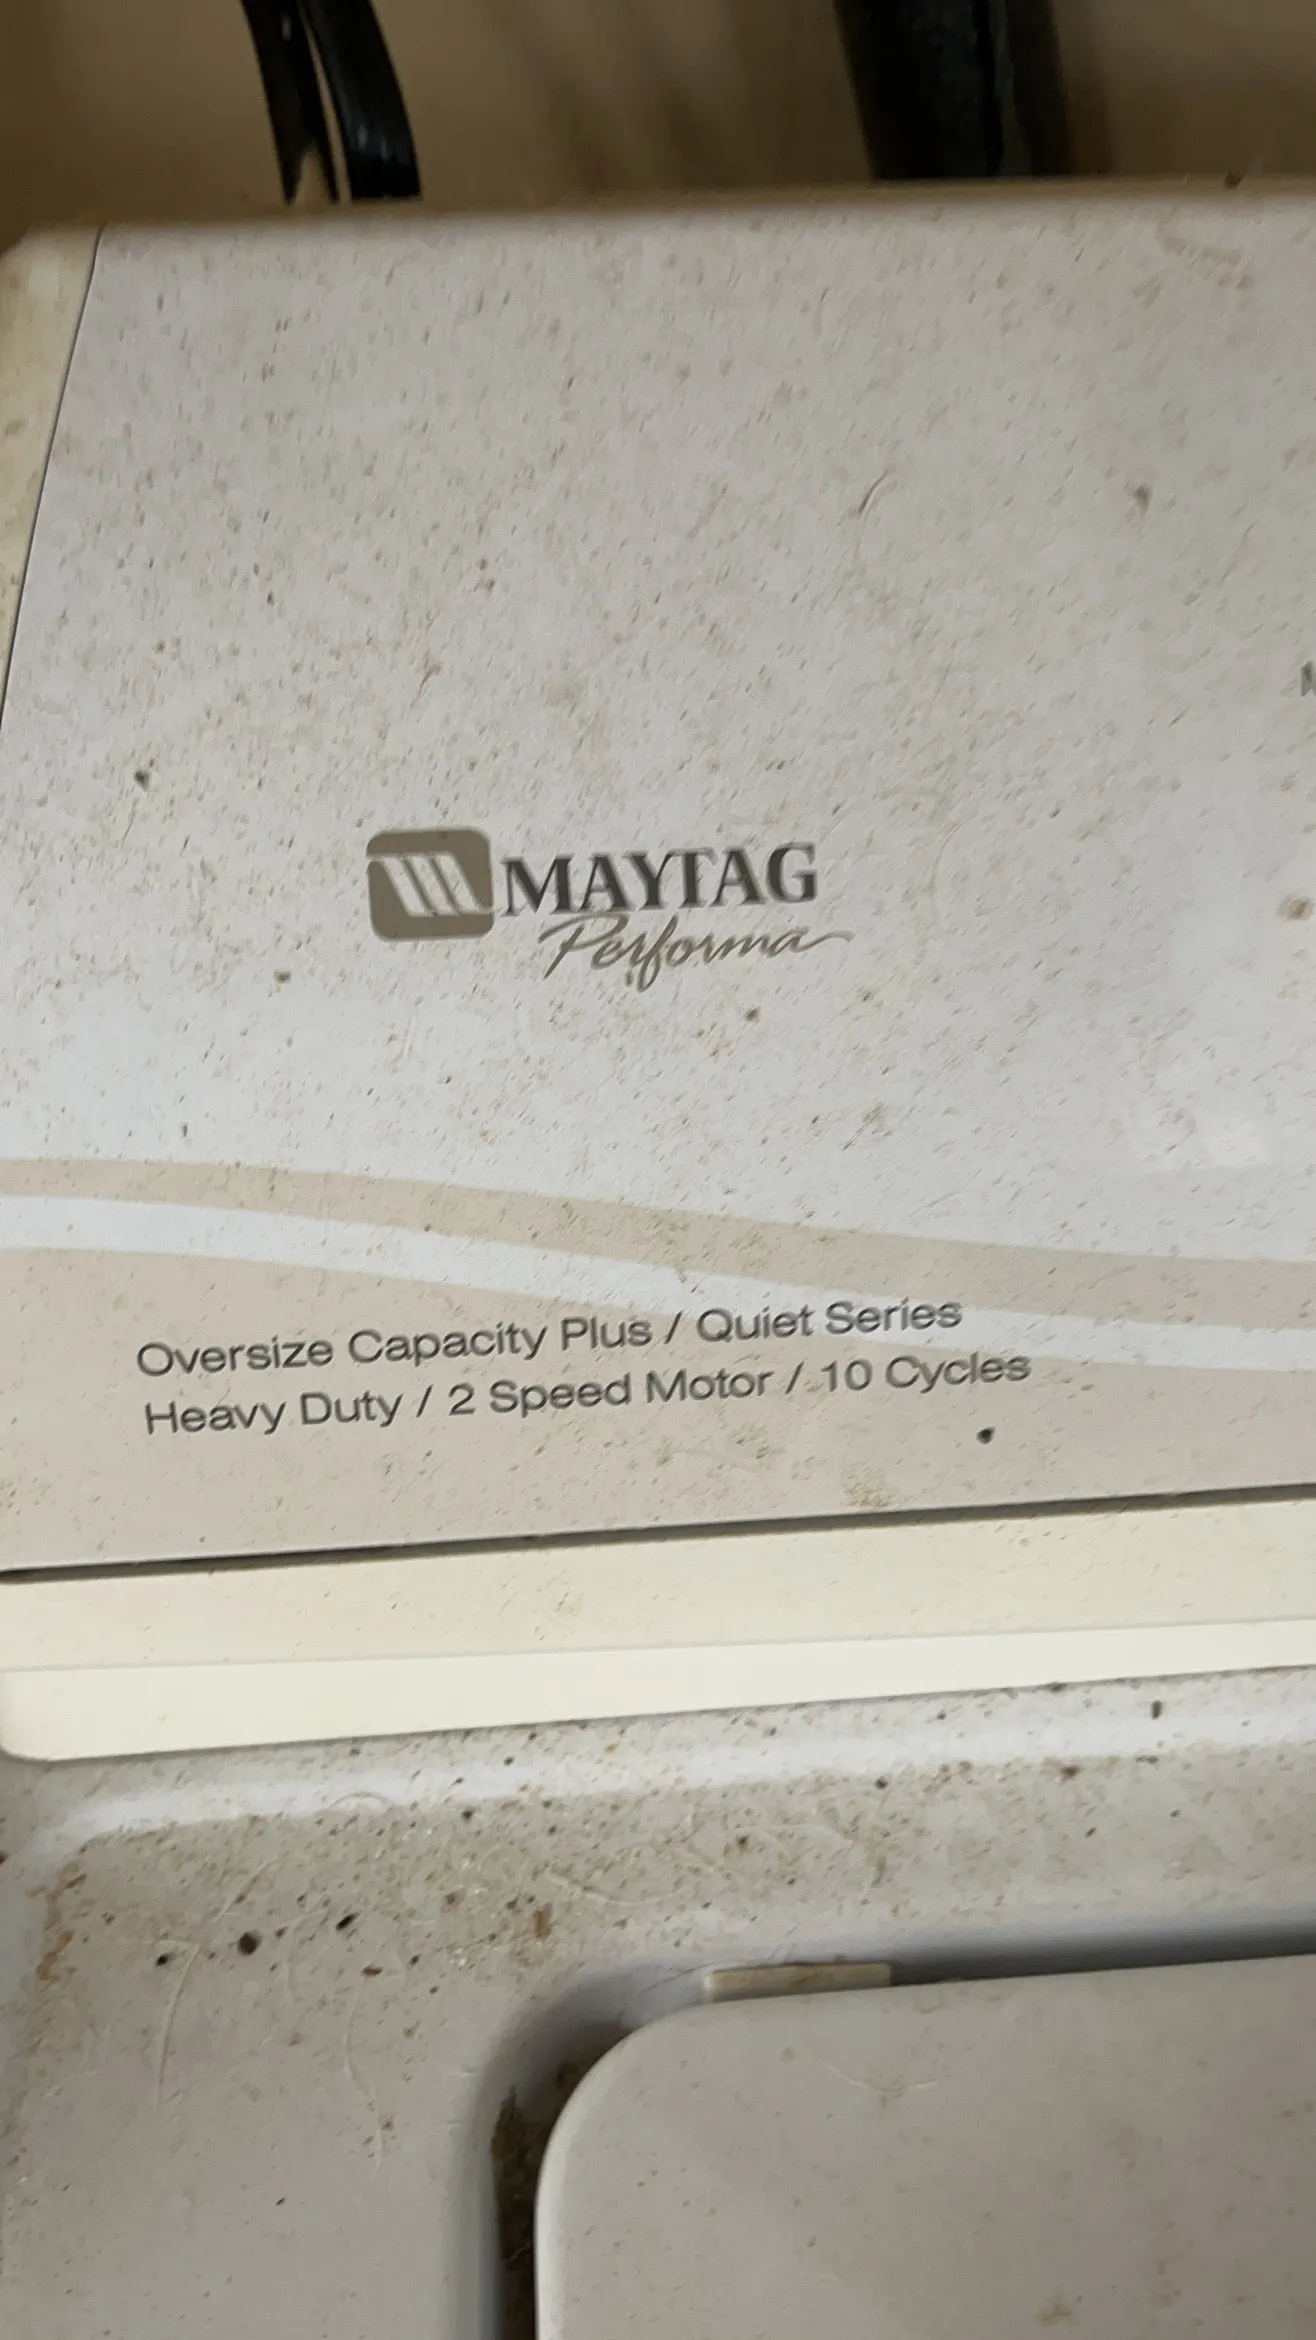 MAYTAG
Performa
Oversize Capacity Plus / Quiet Series
Heavy Duty / 2 Speed Motor / 10 Cycles